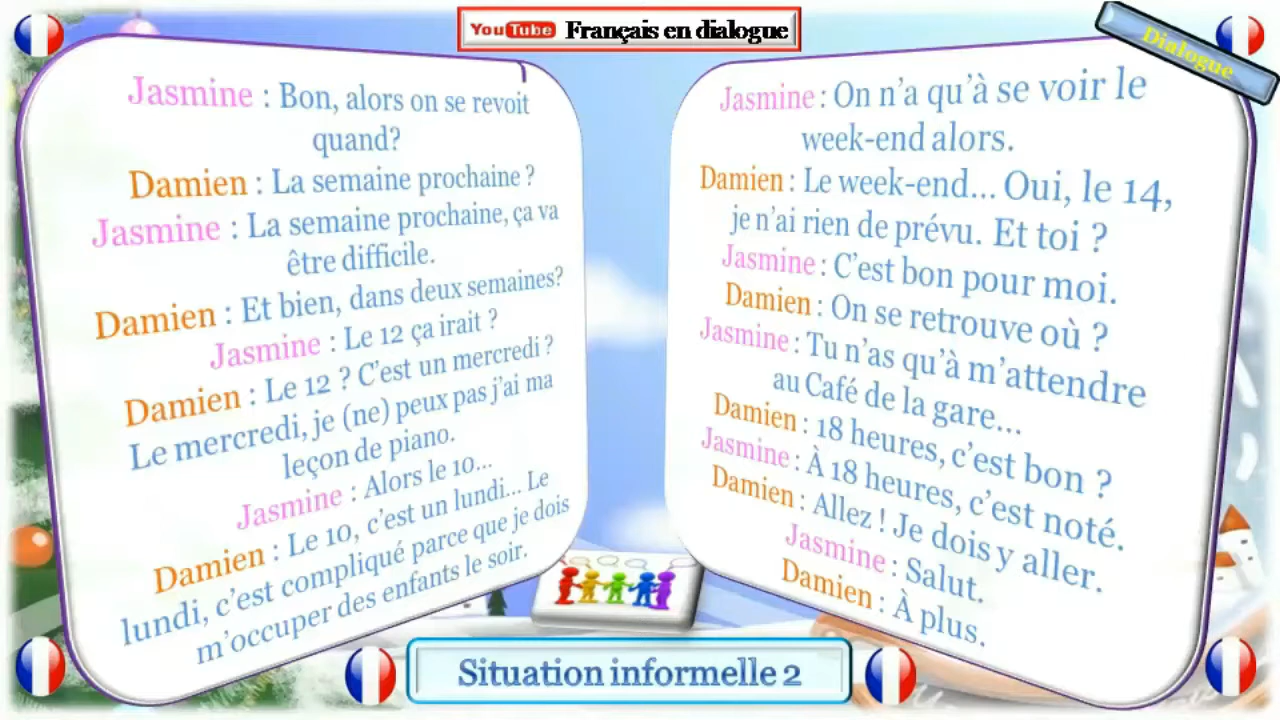 YouTube Français en dialogue
Dialogue
Jasmine : Bon, alors on se revoit
quand?
Damien : La semaine prochaine ?
Jasmine : La semaine prochaine, ça va
être difficile.
Damien : Et bien, dans deux semaines?
Jasmine : Le 12 ça irait ?
Damien : Le 12 ? C'est un mercredi ?
Le mercredi, je (ne) peux pas j'ai ma
leçon de piano.
Jasmine : Alors le 10...
Damien : Le 10, c'est un lundi... Le
lundi, c'est compliqué parce que je dois
m'occuper des enfants le soir.
Jasmine : On n'a qu'à se voir le
week-end alors.
Damien : Le week-end... Oui, le 14,
je n'ai rien de prévu. Et toi ?
Jasmine : C'est bon pour moi.
Damien : On se retrouve où ?
Jasmine : Tu n'as qu'à m'attendre
au Café de la gare...
Damien : 18 heures, c'est bon ?
Jasmine : À 18 heures, c'est noté.
Damien : Allez ! Je dois y aller.
Jasmine : Salut.
Damien : À plus.
Situation informelle 2